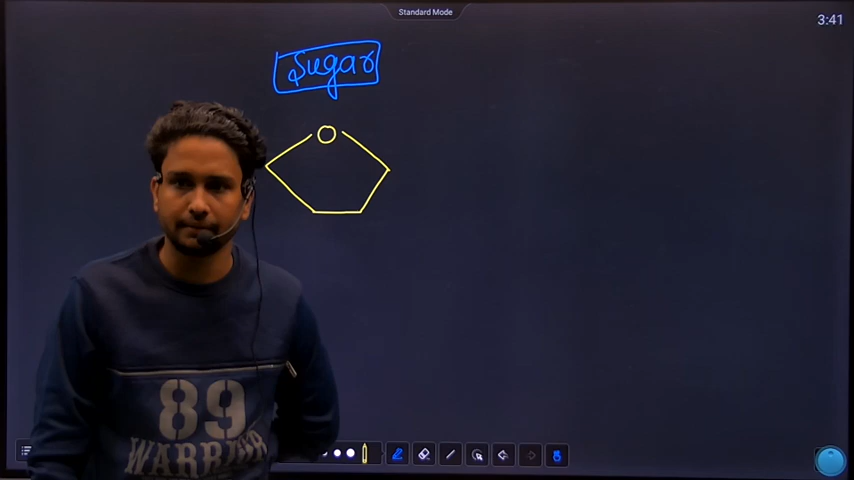 Standard Mode
3:41
Sugar
O
89
WARRIOR